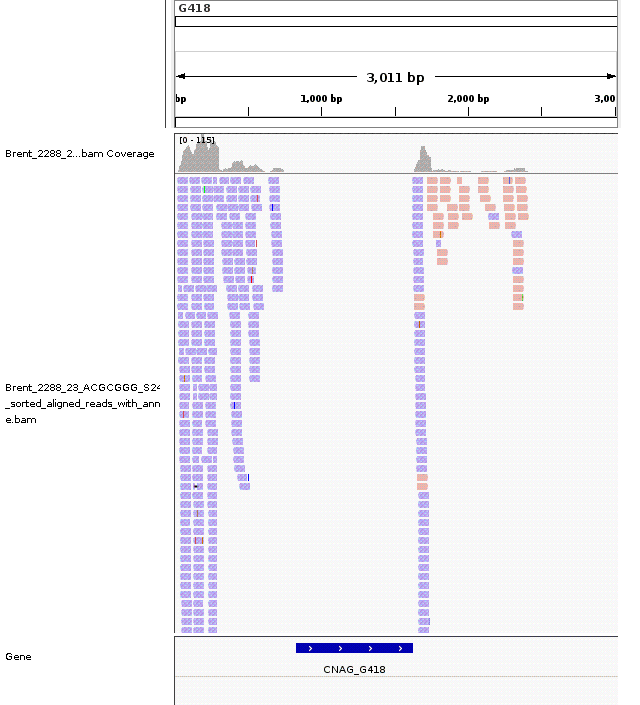 G418
3,011 bp
bp 1,000 bp 2,000 bp 3,00
[0 - 115]
Brent_2288_2...bam Coverage
Brent_2288_23_ACGCGGG_S24
_sorted_aligned_reads_with_ann
e.bam
Gene
CNAG_G418